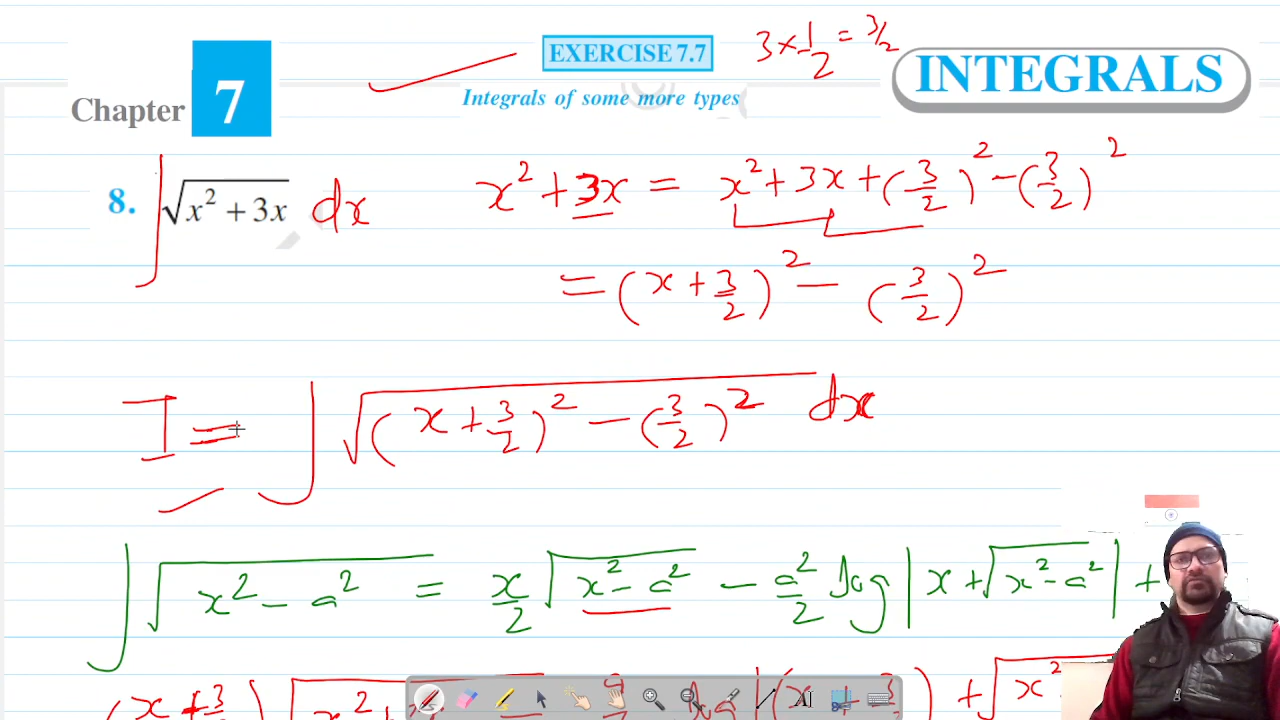 3 × 1/2 = 3/2
EXERCISE 7.7
INTEGRALS
Chapter 7
Integrals of some more types
8. ∫ √(x² + 3x) dx
x² + 3x = x² + 3x + (3/2)² − (3/2)²
= (x + 3/2)² − (3/2)²
I = ∫ √((x + 3/2)² − (3/2)²) dx
∫ √(x² − a²) = x/2 √(x² − a²) − a²/2 log | x + √(x² − a²) | +